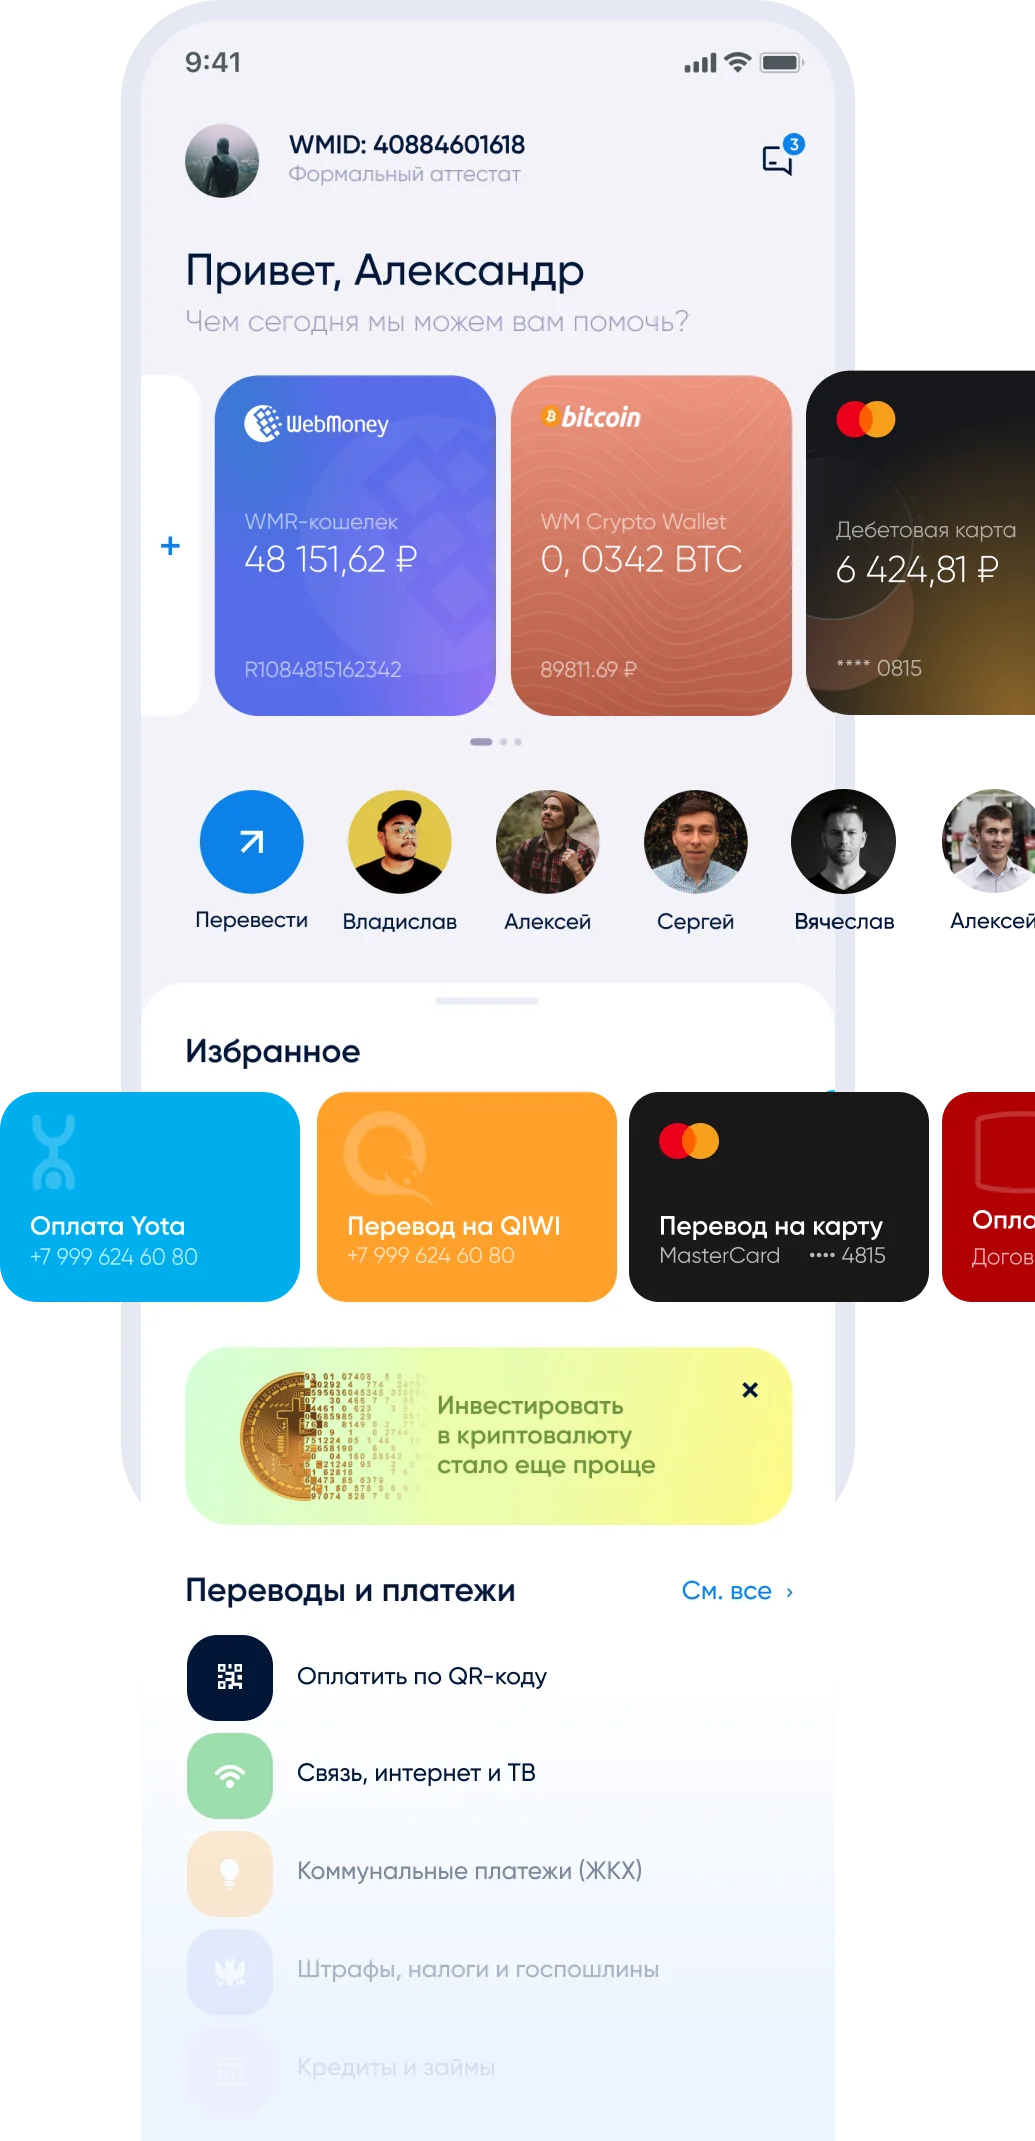 9:41
WMID: 40884601618
3
Формальный аттестат
Привет, Александр
Чем сегодня мы можем вам помочь?
WebMoney
WMR-кошелек
48 151,62 ₽
R1084815162342
bitcoin
WM Crypto Wallet
0, 0342 BTC
89811.69 ₽
Дебетовая карта
6 424,81 ₽
**** 0815
Перевести
Владислав
Алексей
Сергей
Вячеслав
Алексей
Избранное
Оплата Yota
+7 999 624 60 80
Перевод на QIWI
+7 999 624 60 80
Перевод на карту
MasterCard •••• 4815
Опла
Догов
Инвестировать
в криптовалюту
стало еще проще
Переводы и платежи
См. все ›
Оплатить по QR-коду
Связь, интернет и ТВ
Коммунальные платежи (ЖКХ)
Штрафы, налоги и госпошлины
Кредиты и займы